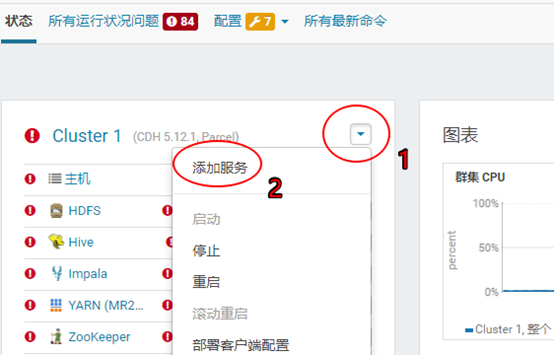 状态 所有运行状况问题 84 配置 7 所有最新命令
Cluster 1 (CDH 5.12.1, Parcel)
1
图表
添加服务
2
主机
群集 CPU
HDFS
启动
100%
Hive
停止
percent
50%
Impala
重启
YARN (MR2...
滚动重启
0%
ZooKeeper
部署客户端配置
Cluster 1, 整个